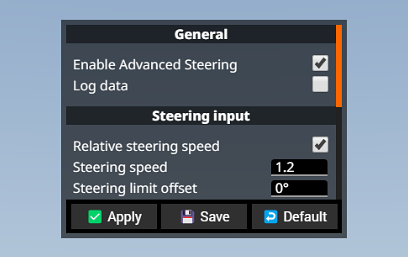 General
Enable Advanced Steering
Log data
Steering input
Relative steering speed
Steering speed 1.2
Steering limit offset 0°
Apply Save Default